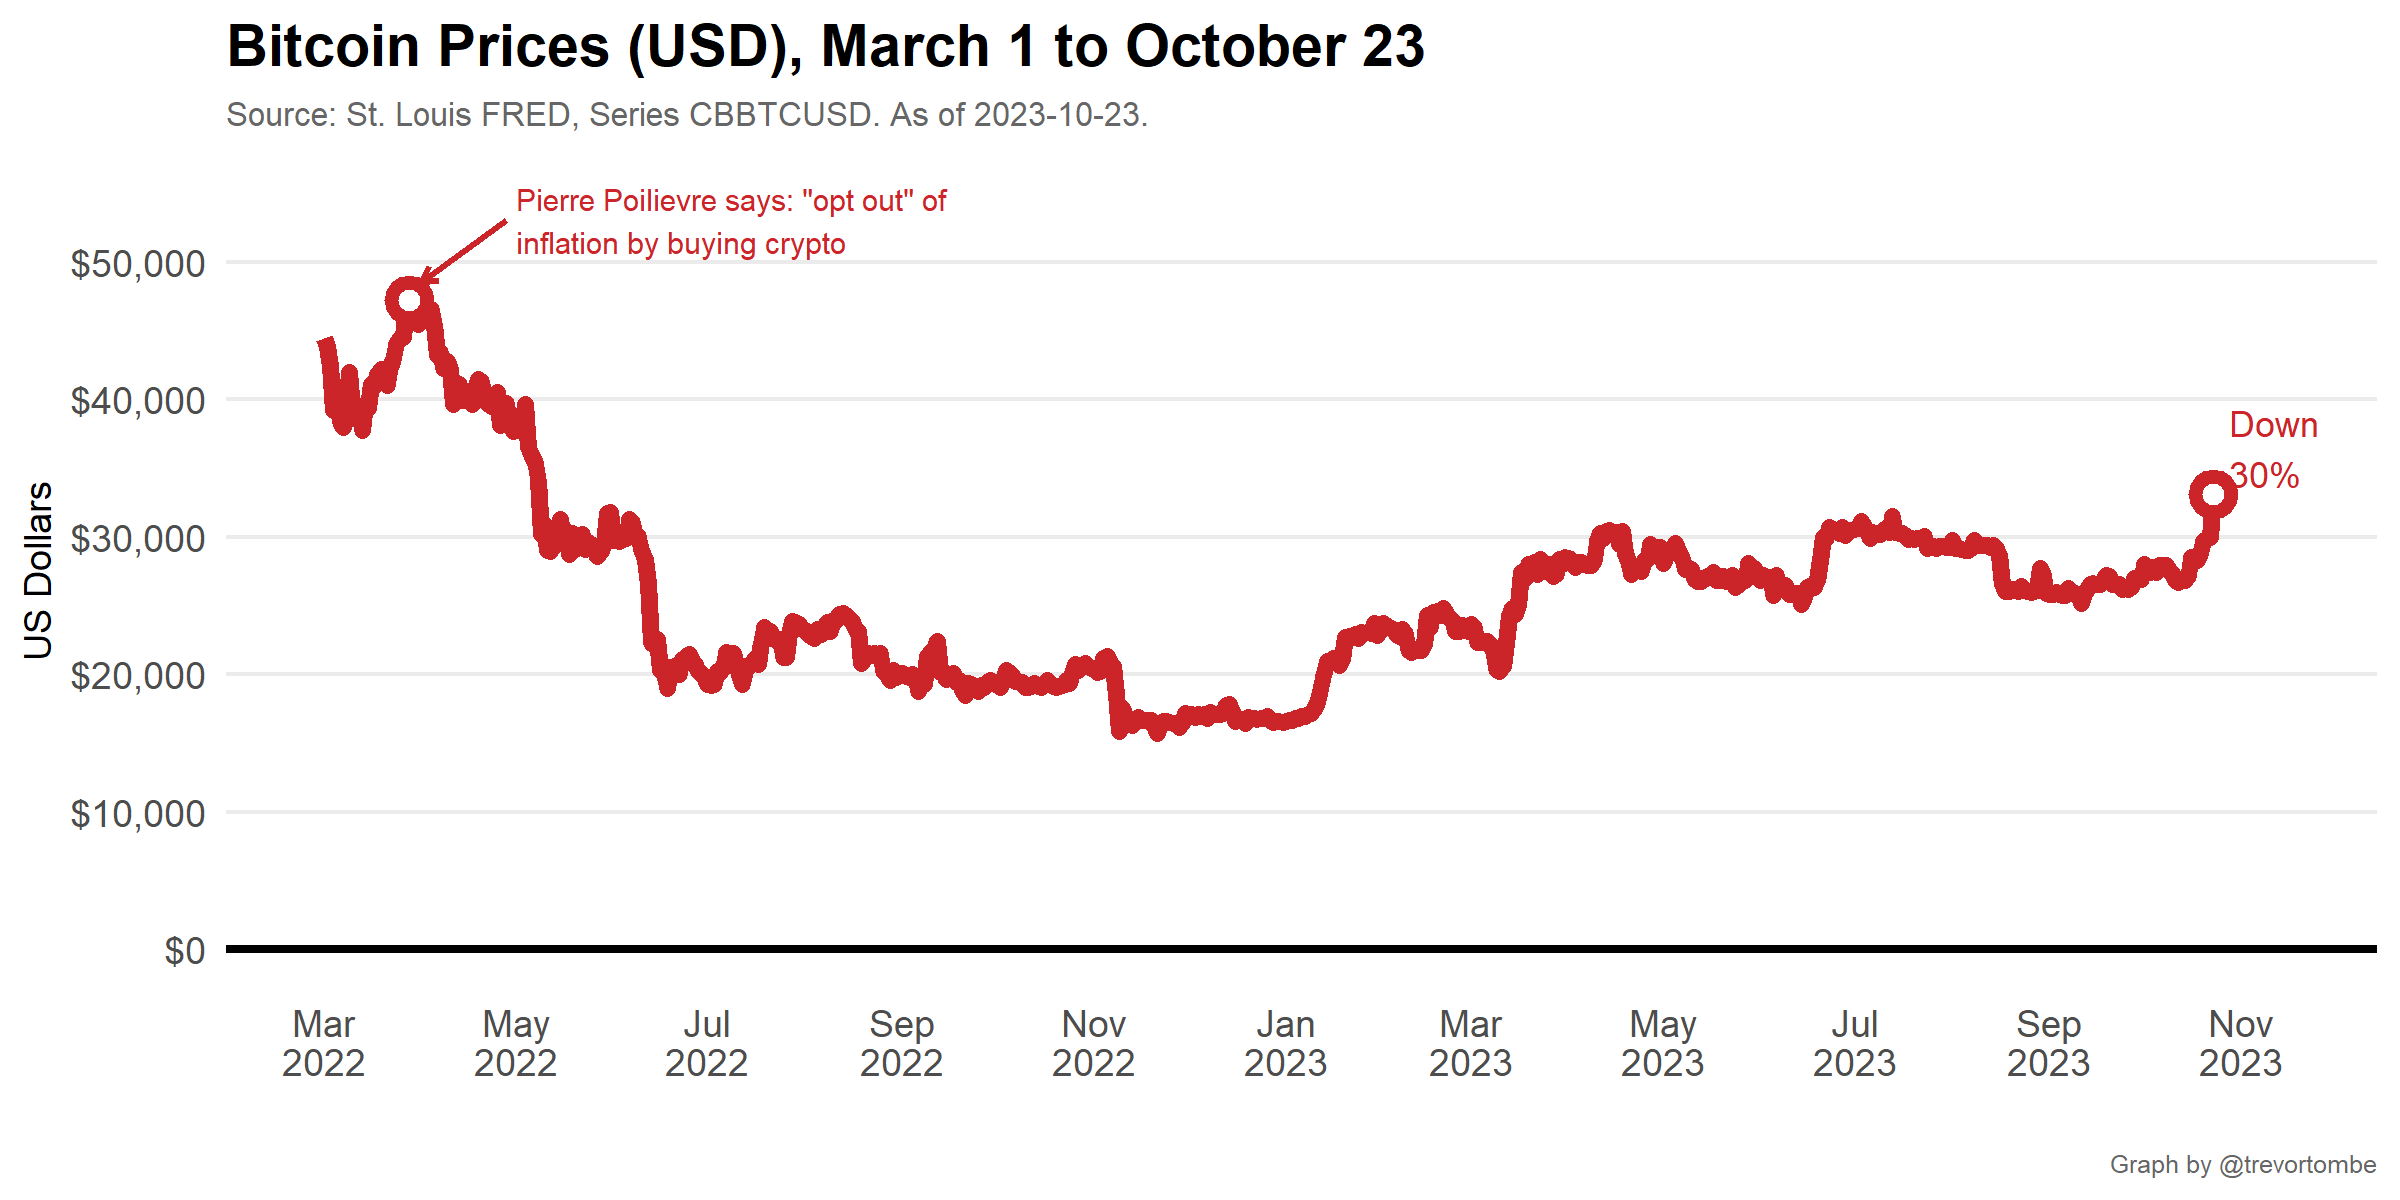 Bitcoin Prices (USD), March 1 to October 23
Source: St. Louis FRED, Series CBBTCUSD. As of 2023-10-23.
Pierre Poilievre says: "opt out" of
inflation by buying crypto
$50,000
$40,000
$30,000
$20,000
$10,000
$0
US Dollars
Down
30%
Mar
2022
May
2022
Jul
2022
Sep
2022
Nov
2022
Jan
2023
Mar
2023
May
2023
Jul
2023
Sep
2023
Nov
2023
Graph by @trevortombe